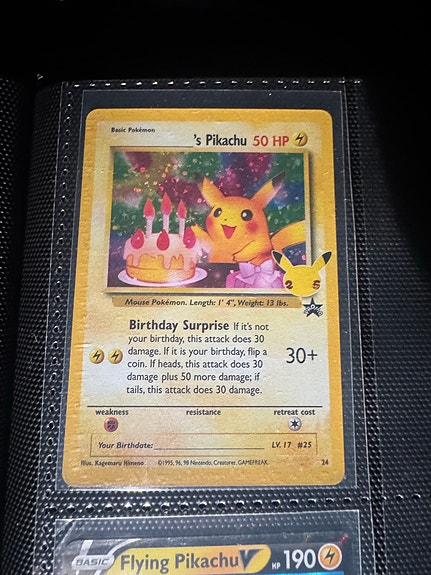 Basic Pokémon
's Pikachu 50 HP
25
Mouse Pokémon. Length: 1' 4", Weight: 13 lbs.
Birthday Surprise If it's not
your birthday, this attack does 30
damage. If it is your birthday, flip a
coin. If heads, this attack does 30
damage plus 50 more damage; if
tails, this attack does 30 damage.
30+
weakness resistance retreat cost
Your Birthdate: LV. 17 #25
Illus. Kagemaru Himeno ©1995, 96, 98 Nintendo, Creatures, GAMEFREAK. 24
BASIC Flying Pikachu V HP 190